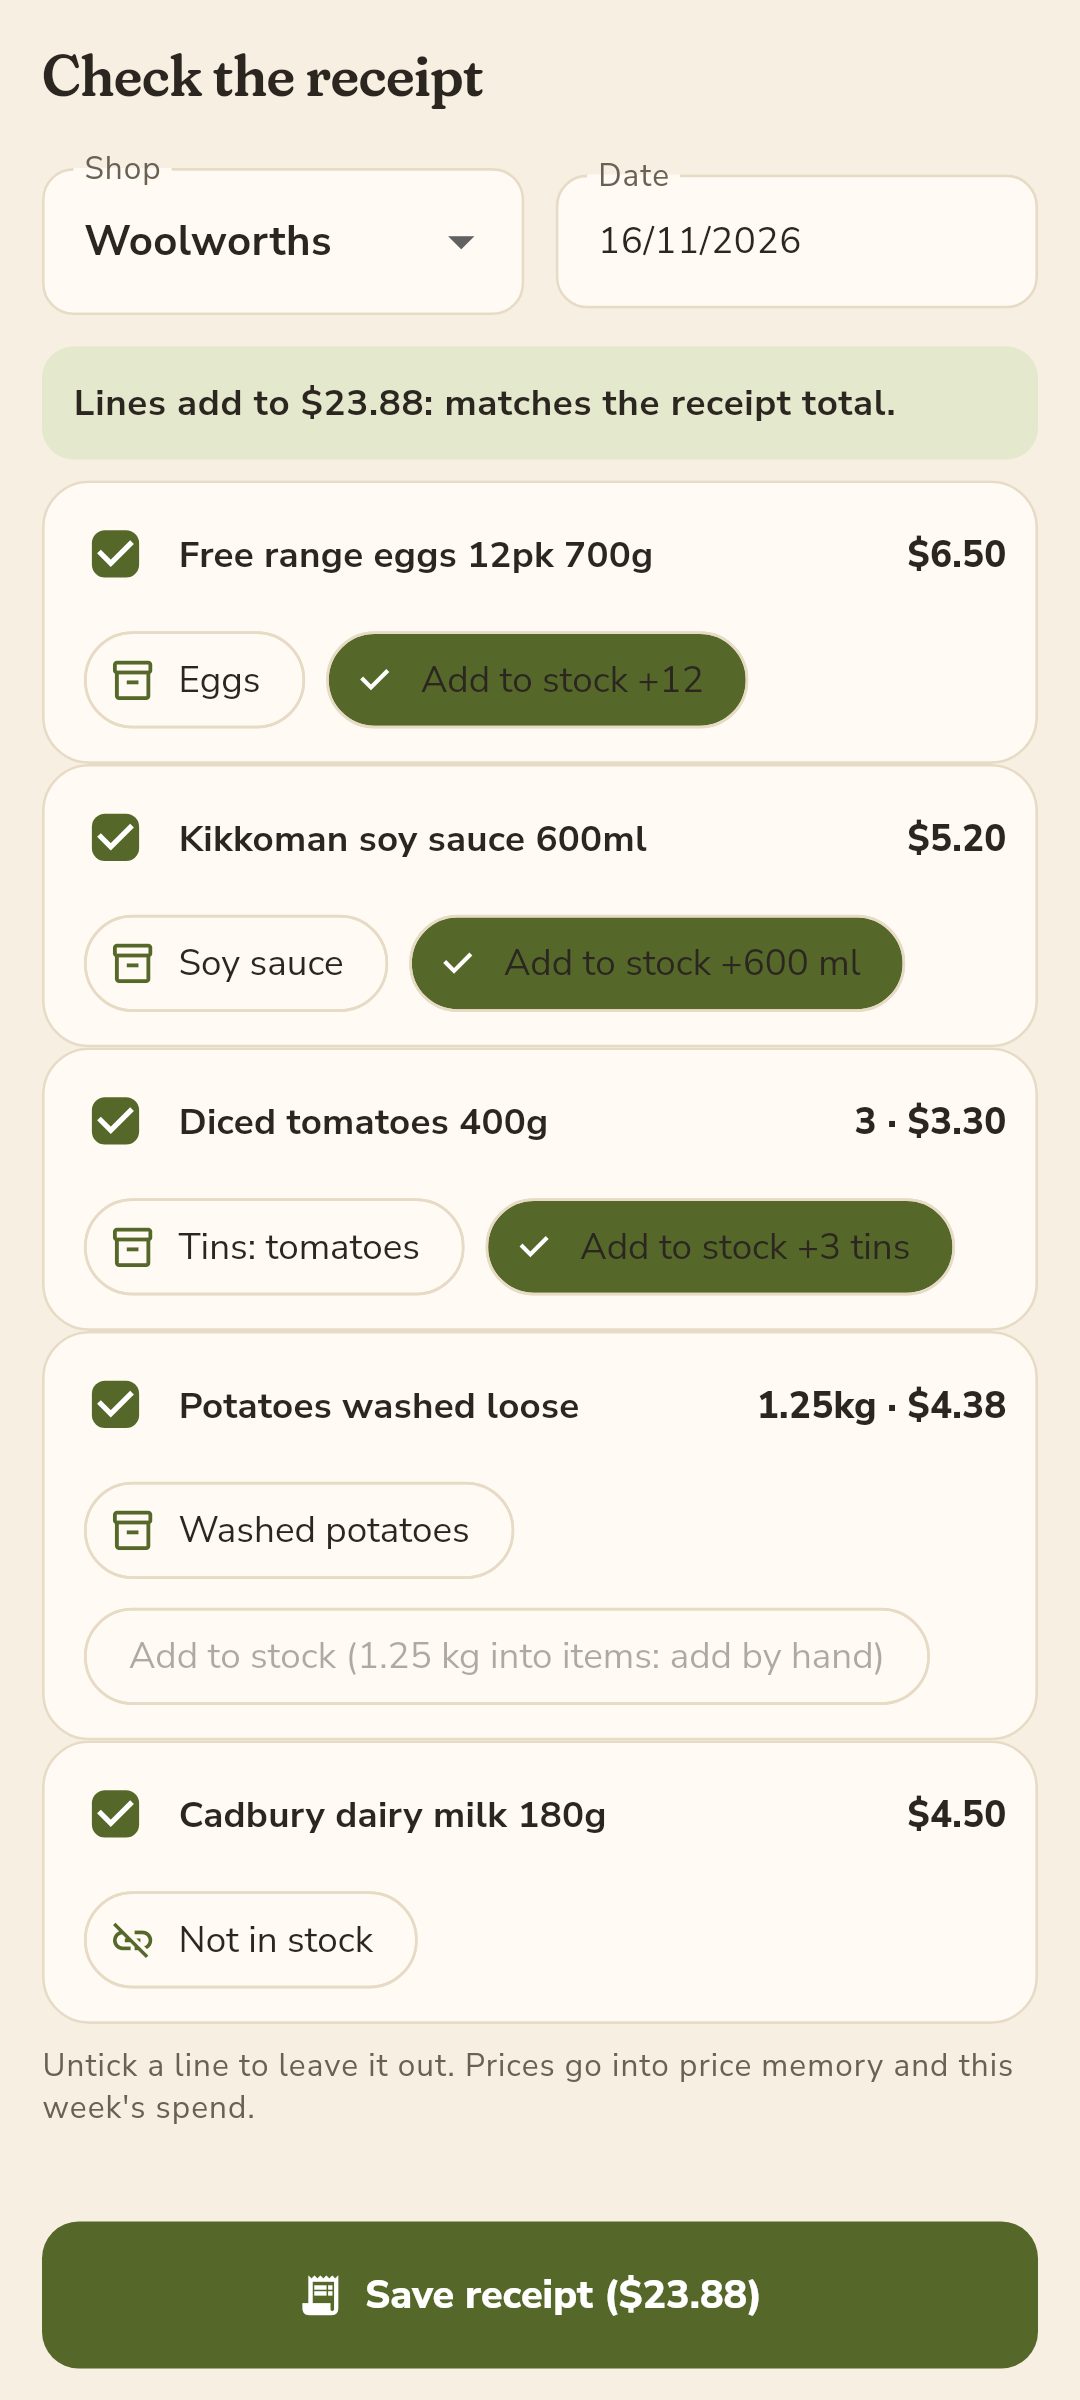 Check the receipt
Shop
Date
Woolworths
16/11/2026
Lines add to $23.88: matches the receipt total.
Free range eggs 12pk 700g $6.50
Eggs Add to stock +12
Kikkoman soy sauce 600ml $5.20
Soy sauce Add to stock +600 ml
Diced tomatoes 400g 3 · $3.30
Tins: tomatoes Add to stock +3 tins
Potatoes washed loose 1.25kg · $4.38
Washed potatoes
Add to stock (1.25 kg into items: add by hand)
Cadbury dairy milk 180g $4.50
Not in stock
Untick a line to leave it out. Prices go into price memory and this
week's spend.
Save receipt ($23.88)